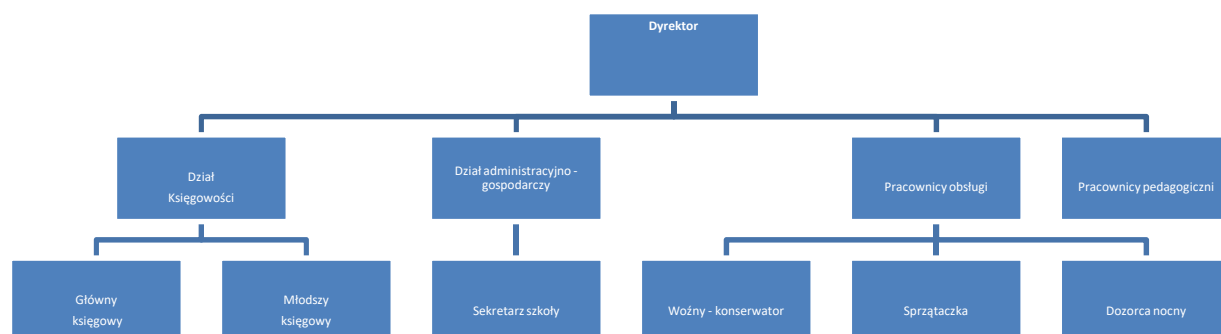 Dyrektor
Dział
Księgowości
Dział administracyjno -
gospodarczy
Pracownicy obsługi
Pracownicy pedagogiczni
Główny
księgowy
Młodszy
księgowy
Sekretarz szkoły
Woźny - konserwator
Sprzątaczka
Dozorca nocny